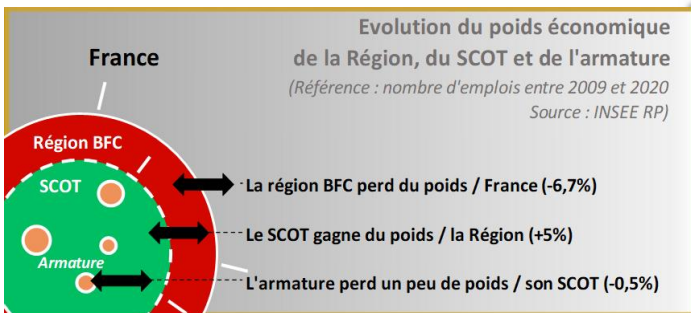 Evolution du poids économique
de la Région, du SCOT et de l'armature
(Référence : nombre d'emplois entre 2009 et 2020
Source : INSEE RP)
France
Région BFC
SCOT
Armature
La région BFC perd du poids / France (-6,7%)
Le SCOT gagne du poids / la Région (+5%)
L'armature perd un peu de poids / son SCOT (-0,5%)